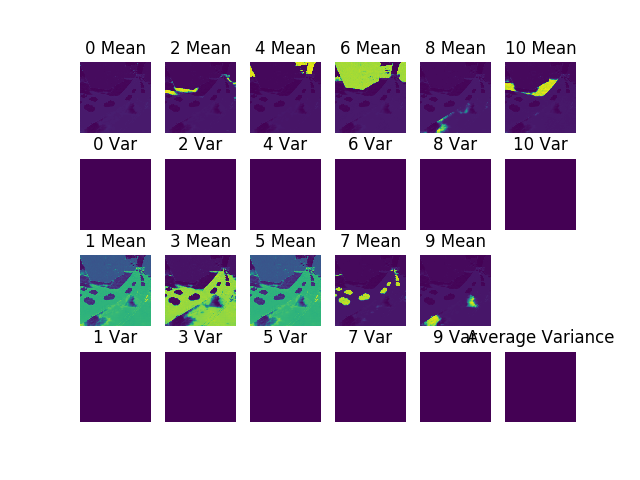 0 Mean 2 Mean 4 Mean 6 Mean 8 Mean 10 Mean
0 Var 2 Var 4 Var 6 Var 8 Var 10 Var
1 Mean 3 Mean 5 Mean 7 Mean 9 Mean
1 Var 3 Var 5 Var 7 Var 9 Var Average Variance